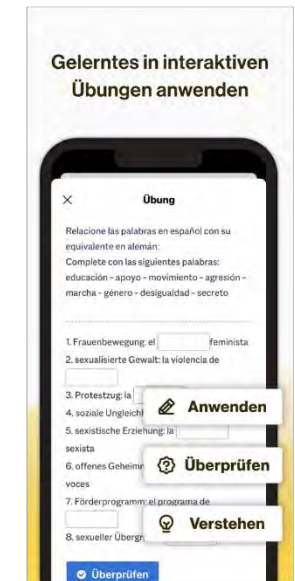 Gelerntes in interaktiven
Übungen anwenden
Übung
Relacione las palabras en español con su
equivalente en alemán:
Complete con las siguientes palabras:
educación - apoyo - movimiento - agresión -
marcha - género - desigualdad - secreto
1. Frauenbewegung: el feminista
2. sexualisierte Gewalt: la violencia de
3. Protestzug: la
Anwenden
4. soziale
5. sexistische Erziehung: la
sexista
Überprüfen
6. offenes
voces
7. Förderprogramm: el programa de
Verstehen
8. sexueller
Überprüfen